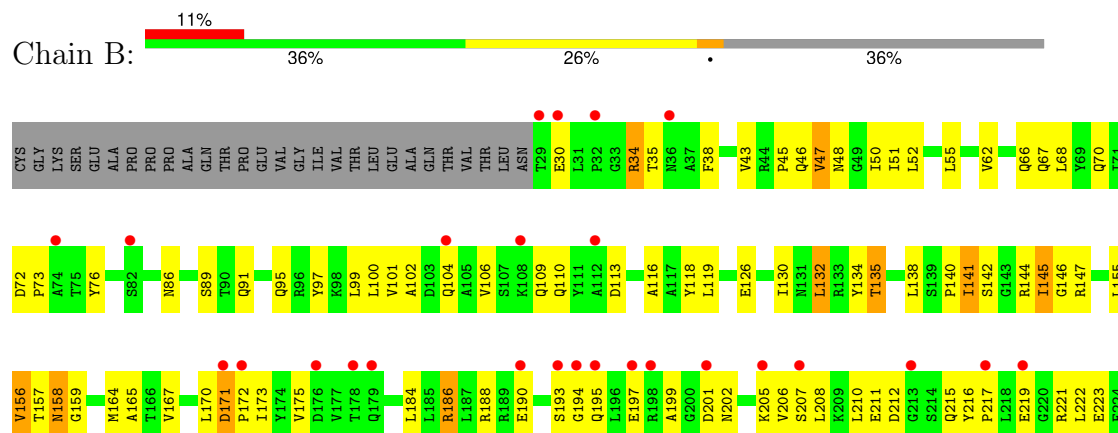 11%
Chain B:
36% 26% • 36%
CYS GLY LYS SER GLU ALA PRO PRO PRO ALA GLN THR PRO GLU VAL GLY ILE VAL THR LEU GLU ALA GLN THR VAL THR LEU ASN T29 E30 L31 P32 G33 R34 T35 N36 A37 F38 V43 R44 P45 Q46 V47 N48 G49 I50 I51 L52 L55 V62 Q66 Q67 L68 Y69 Q70
D72 P73 A74 T75 Y76 S82 N86 S89 T90 Q91 Q95 R96 Y97 K98 L99 L100 V101 A102 D103 Q104 A105 V106 S107 K108 Q109 Q110 Y111 A112 D113 A116 A117 Y118 L119 E126 I130 N131 L132 R133 Y134 T135 L138 S139 P140 I141 S142 G143 R144 I145 G146 R147 L155
V156 T157 N158 G159 M164 A165 T166 V167 L170 D171 P172 I173 Y174 V175 D176 V177 T178 Q179 L184 L185 R186 L187 R188 R189 E190 S193 G194 Q195 L196 E197 R198 A199 G200 D201 N202 K205 V206 S207 L208 K209 L210 E211 D212 G213 S214 Q215 Y216 P217 L218 E219 G220 R221 L222 E223